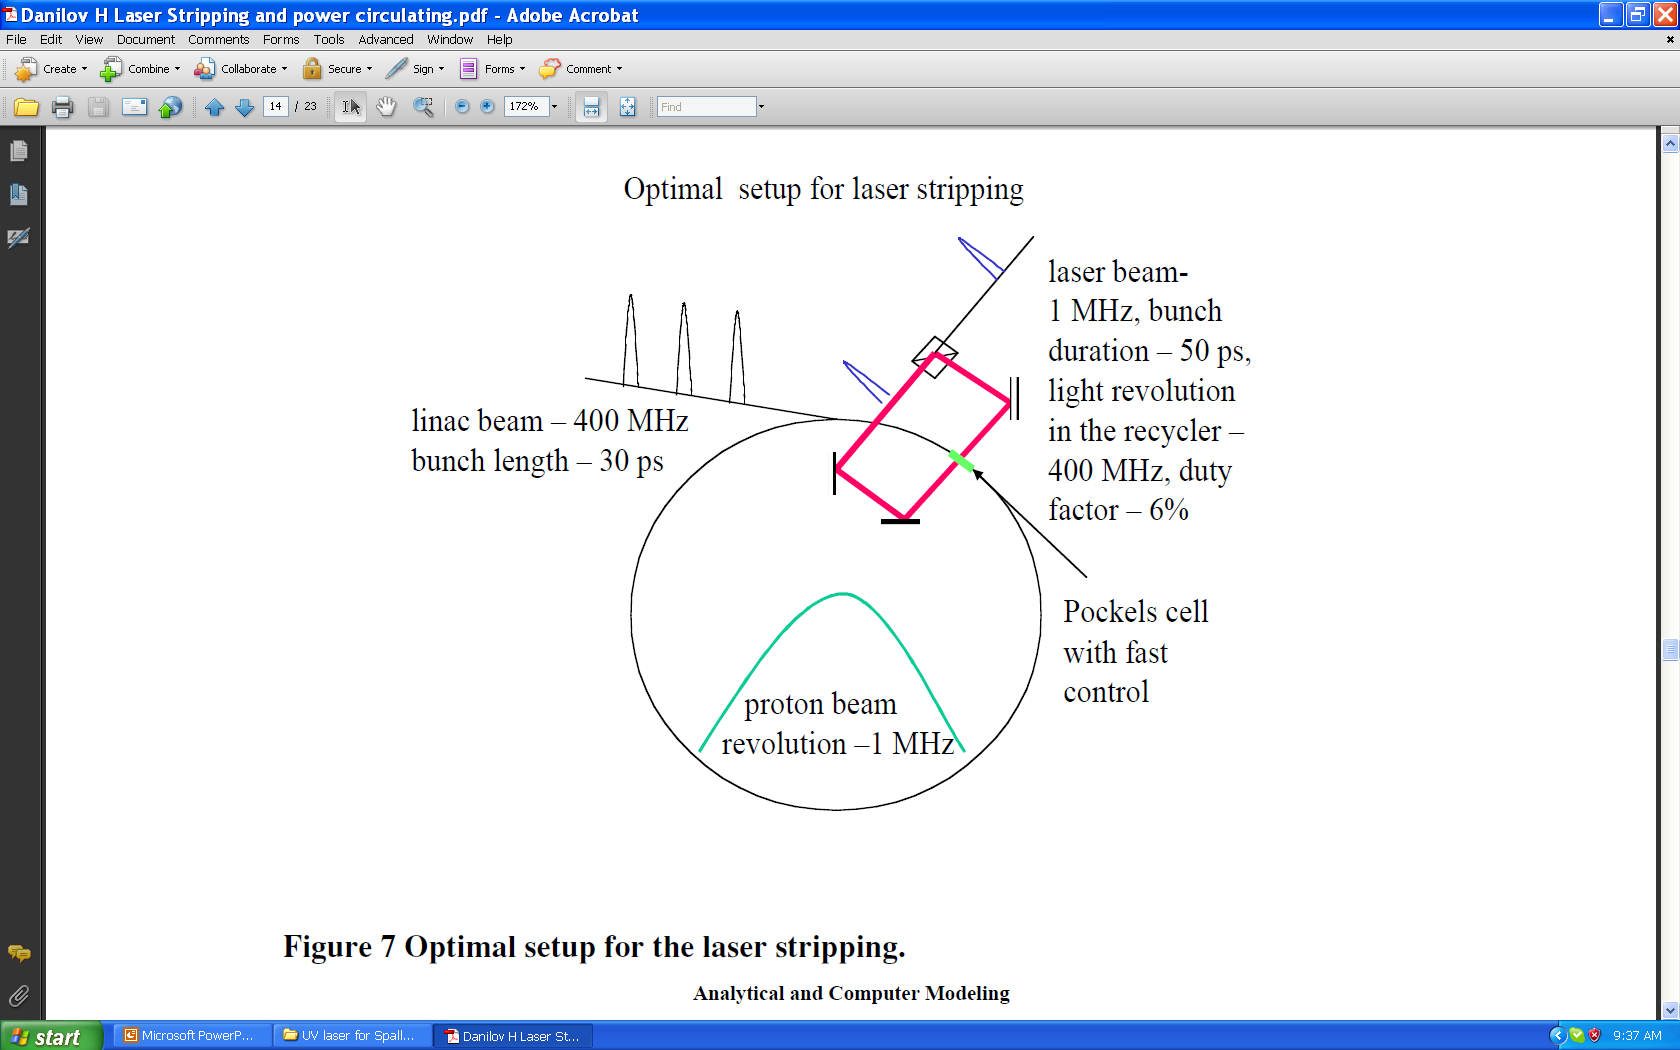 Danilov H Laser Stripping and power circulating.pdf - Adobe Acrobat
File Edit View Document Comments Forms Tools Advanced Window Help
Create Combine Collaborate Secure Sign Forms Comment
14 / 23 172% Find
Optimal setup for laser stripping
laser beam-
1 MHz, bunch
duration – 50 ps,
light revolution
in the recycler –
400 MHz, duty
factor – 6%
linac beam – 400 MHz
bunch length – 30 ps
Pockels cell
with fast
control
proton beam
revolution –1 MHz
Figure 7 Optimal setup for the laser stripping.
Analytical and Computer Modeling
start Microsoft PowerP... UV laser for Spall... Danilov H Laser St... 9:37 AM